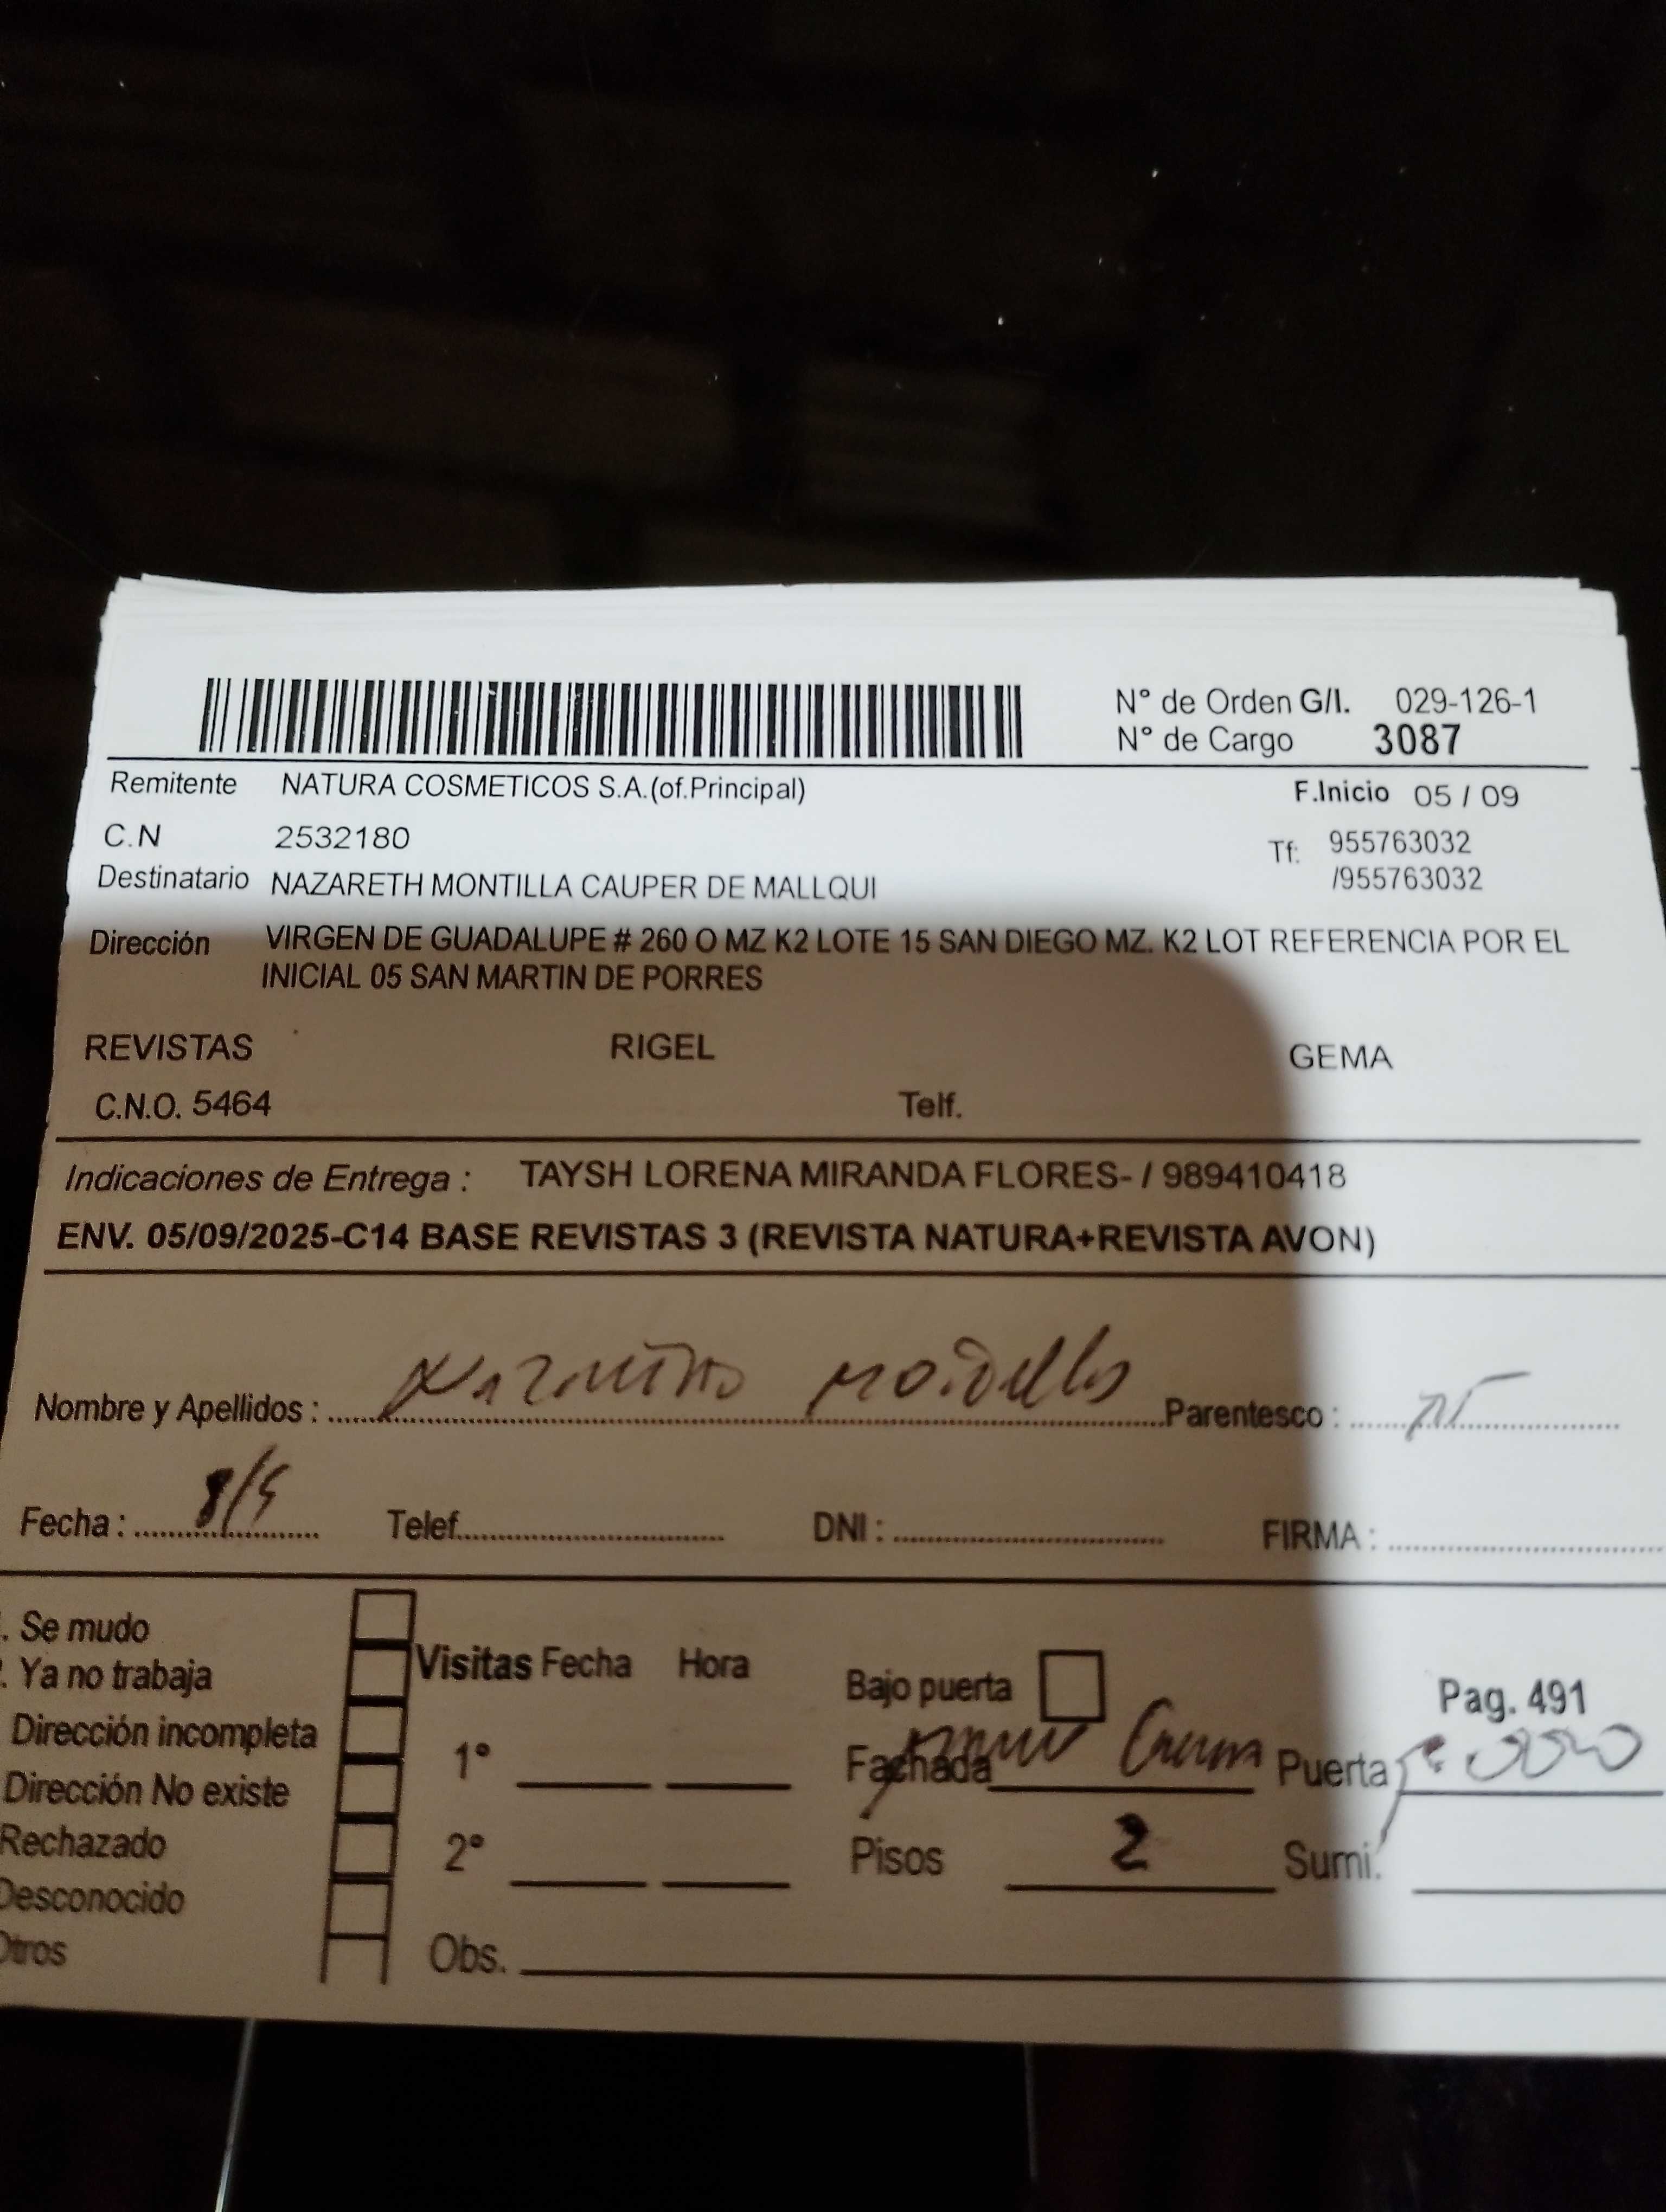 N° de Orden G/I. 029-126-1
N° de Cargo 3087
Remitente NATURA COSMETICOS S.A.(of.Principal)
F.Inicio 05 / 09
C.N 2532180
Tf: 955763032
/955763032
Destinatario NAZARETH MONTILLA CAUPER DE MALLQUI
Dirección VIRGEN DE GUADALUPE # 260 O MZ K2 LOTE 15 SAN DIEGO MZ. K2 LOT REFERENCIA POR EL
INICIAL 05 SAN MARTIN DE PORRES
REVISTAS RIGEL GEMA
C.N.O. 5464 Telf.
Indicaciones de Entrega : TAYSH LORENA MIRANDA FLORES- / 989410418
ENV. 05/09/2025-C14 BASE REVISTAS 3 (REVISTA NATURA+REVISTA AVON)
Nombre y Apellidos : Parentesco :
Fecha : Telef. DNI : FIRMA :
. Se mudo
. Ya no trabaja
Dirección incompleta
Dirección No existe
Rechazado
Desconocido
Otros
Visitas Fecha Hora
1°
2°
Obs.
Bajo puerta
Fachada Puerta
Pisos 2 Sumi.
Pag. 491